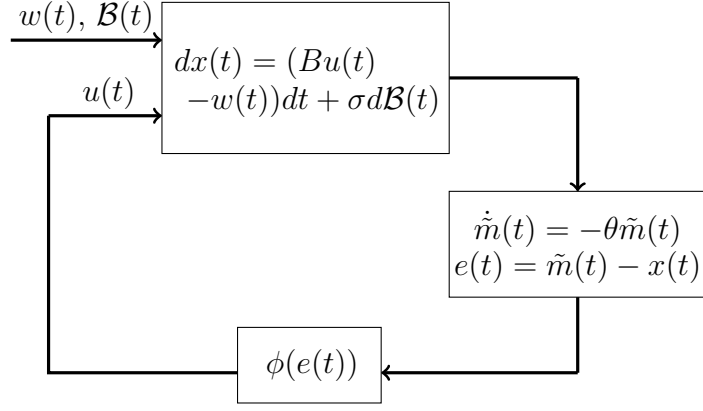 w(t), ℬ(t)
dx(t) = (Bu(t)
−w(t))dt + σdℬ(t)
u(t)
ṁ̃(t) = −θm̃(t)
e(t) = m̃(t) − x(t)
ϕ(e(t))